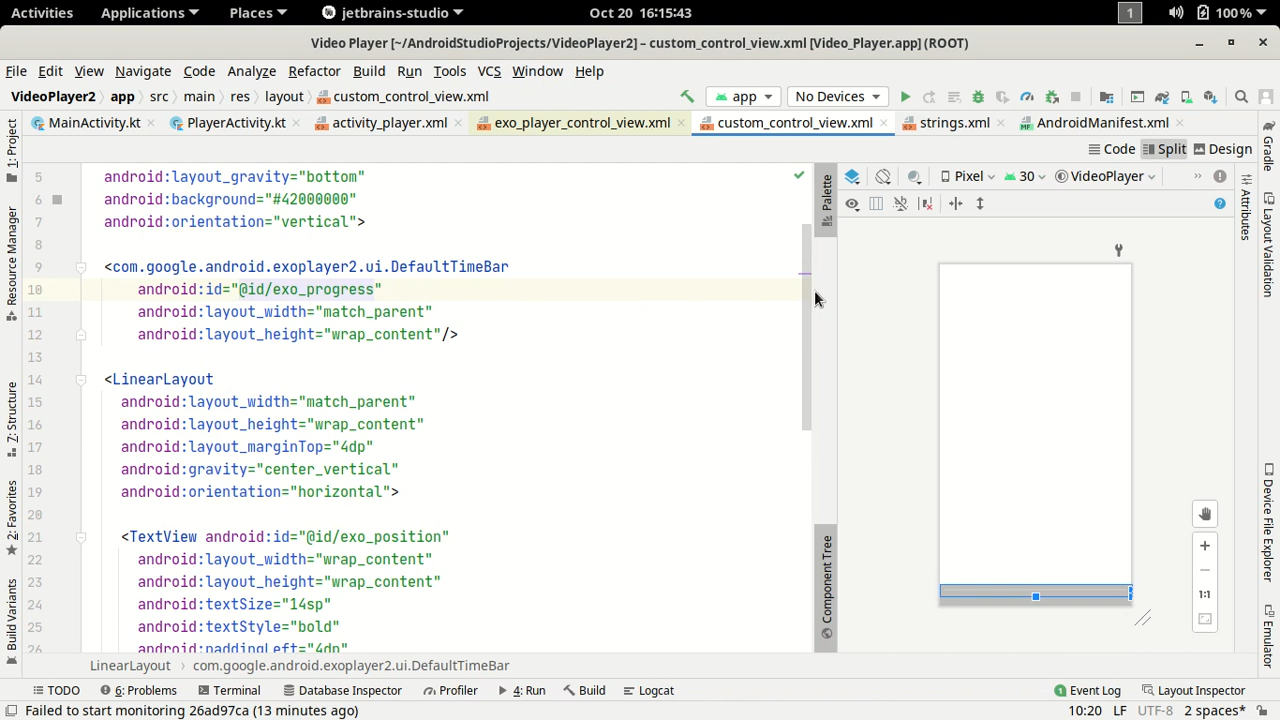 Activities Applications Places jetbrains-studio Oct 20 16:15:43 1 100%
Video Player [~/AndroidStudioProjects/VideoPlayer2] – custom_control_view.xml [Video_Player.app] (ROOT)
File Edit View Navigate Code Analyze Refactor Build Run Tools VCS Window Help
VideoPlayer2 app src main res layout custom_control_view.xml app No Devices
MainActivity.kt PlayerActivity.kt activity_player.xml exo_player_control_view.xml custom_control_view.xml strings.xml AndroidManifest.xml
Code Split Design
1: Project
Resource Manager
7: Structure
2: Favorites
Build Variants
5 android:layout_gravity="bottom"
6 android:background="#42000000"
7 android:orientation="vertical">
8
9 <com.google.android.exoplayer2.ui.DefaultTimeBar
10 android:id="@id/exo_progress"
11 android:layout_width="match_parent"
12 android:layout_height="wrap_content"/>
13
14 <LinearLayout
15 android:layout_width="match_parent"
16 android:layout_height="wrap_content"
17 android:layout_marginTop="4dp"
18 android:gravity="center_vertical"
19 android:orientation="horizontal">
20
21 <TextView android:id="@id/exo_position"
22 android:layout_width="wrap_content"
23 android:layout_height="wrap_content"
24 android:textSize="14sp"
25 android:textStyle="bold"
26 android:paddingLeft="4dp"
Palette
Component Tree
Pixel 30 VideoPlayer
1:1
Attributes
Gradle
Layout Validation
Device File Explorer
Emulator
LinearLayout com.google.android.exoplayer2.ui.DefaultTimeBar
TODO 6: Problems Terminal Database Inspector Profiler 4: Run Build Logcat 1 Event Log Layout Inspector
Failed to start monitoring 26ad97ca (13 minutes ago) 10:20 LF UTF-8 2 spaces*